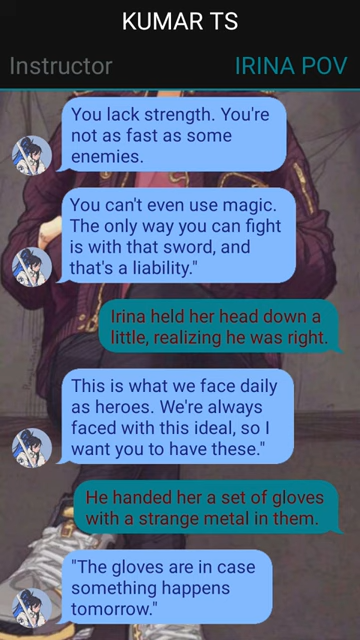 KUMAR TS
Instructor
IRINA POV
You lack strength. You're
not as fast as some
enemies.
You can't even use magic.
The only way you can fight
is with that sword, and
that's a liability."
Irina held her head down a
little, realizing he was right.
This is what we face daily
as heroes. We're always
faced with this ideal, so I
want you to have these."
He handed her a set of gloves
with a strange metal in them.
"The gloves are in case
something happens
tomorrow."